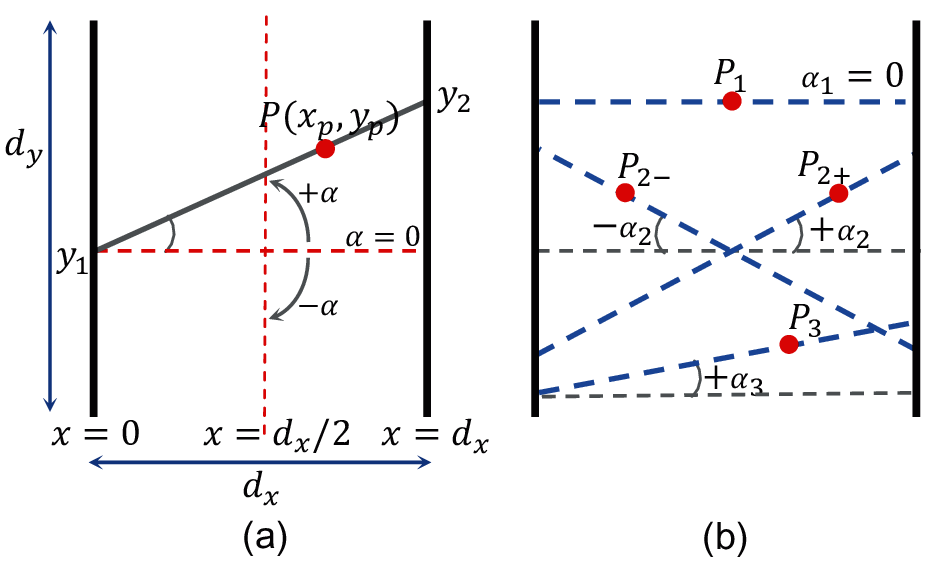 d_y
y_2
P(x_p, y_p)
+α
α = 0
y_1
−α
x = 0
x = d_x/2
x = d_x
d_x
(a)
P_1
α_1 = 0
P_2−
P_2+
−α_2
+α_2
P_3
+α_3
(b)